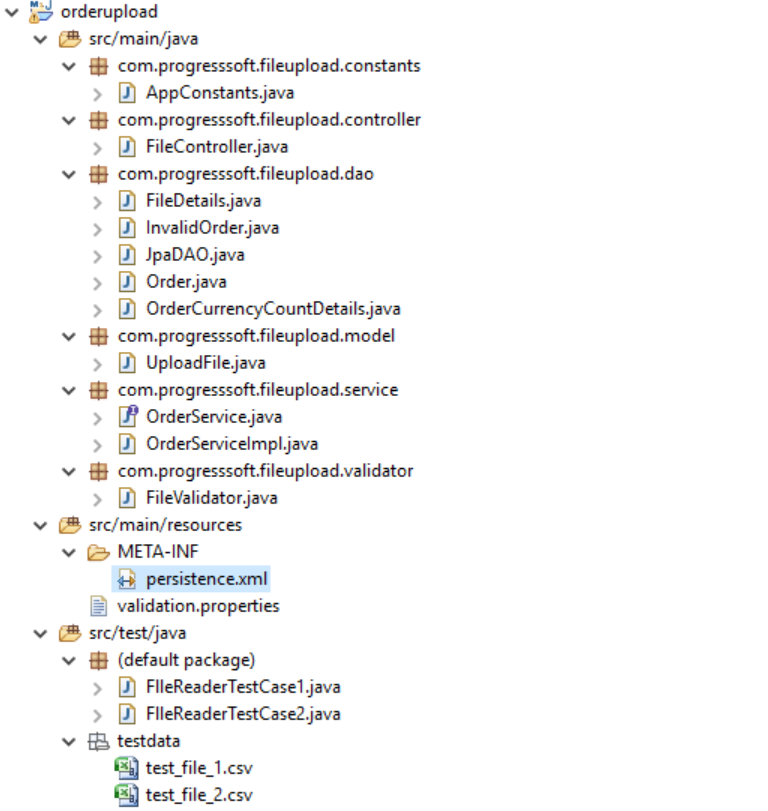 orderupload
src/main/java
com.progresssoft.fileupload.constants
AppConstants.java
com.progresssoft.fileupload.controller
FileController.java
com.progresssoft.fileupload.dao
FileDetails.java
InvalidOrder.java
JpaDAO.java
Order.java
OrderCurrencyCountDetails.java
com.progresssoft.fileupload.model
UploadFile.java
com.progresssoft.fileupload.service
OrderService.java
OrderServiceImpl.java
com.progresssoft.fileupload.validator
FileValidator.java
src/main/resources
META-INF
persistence.xml
validation.properties
src/test/java
(default package)
FIleReaderTestCase1.java
FIleReaderTestCase2.java
testdata
test_file_1.csv
test_file_2.csv